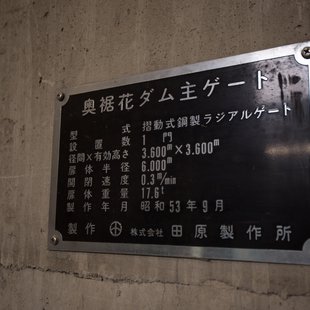 奥裾花ダム主ゲート
型式 摺動式鋼製ラジアルゲート
設置数 1門
径間×有効高さ 3.600m×3.600m
扉体半径 6.000m
開閉速度 0.3m/min
扉体重量 17.6t
製作年月 昭和53年9月
製作 株式会社 田原製作所